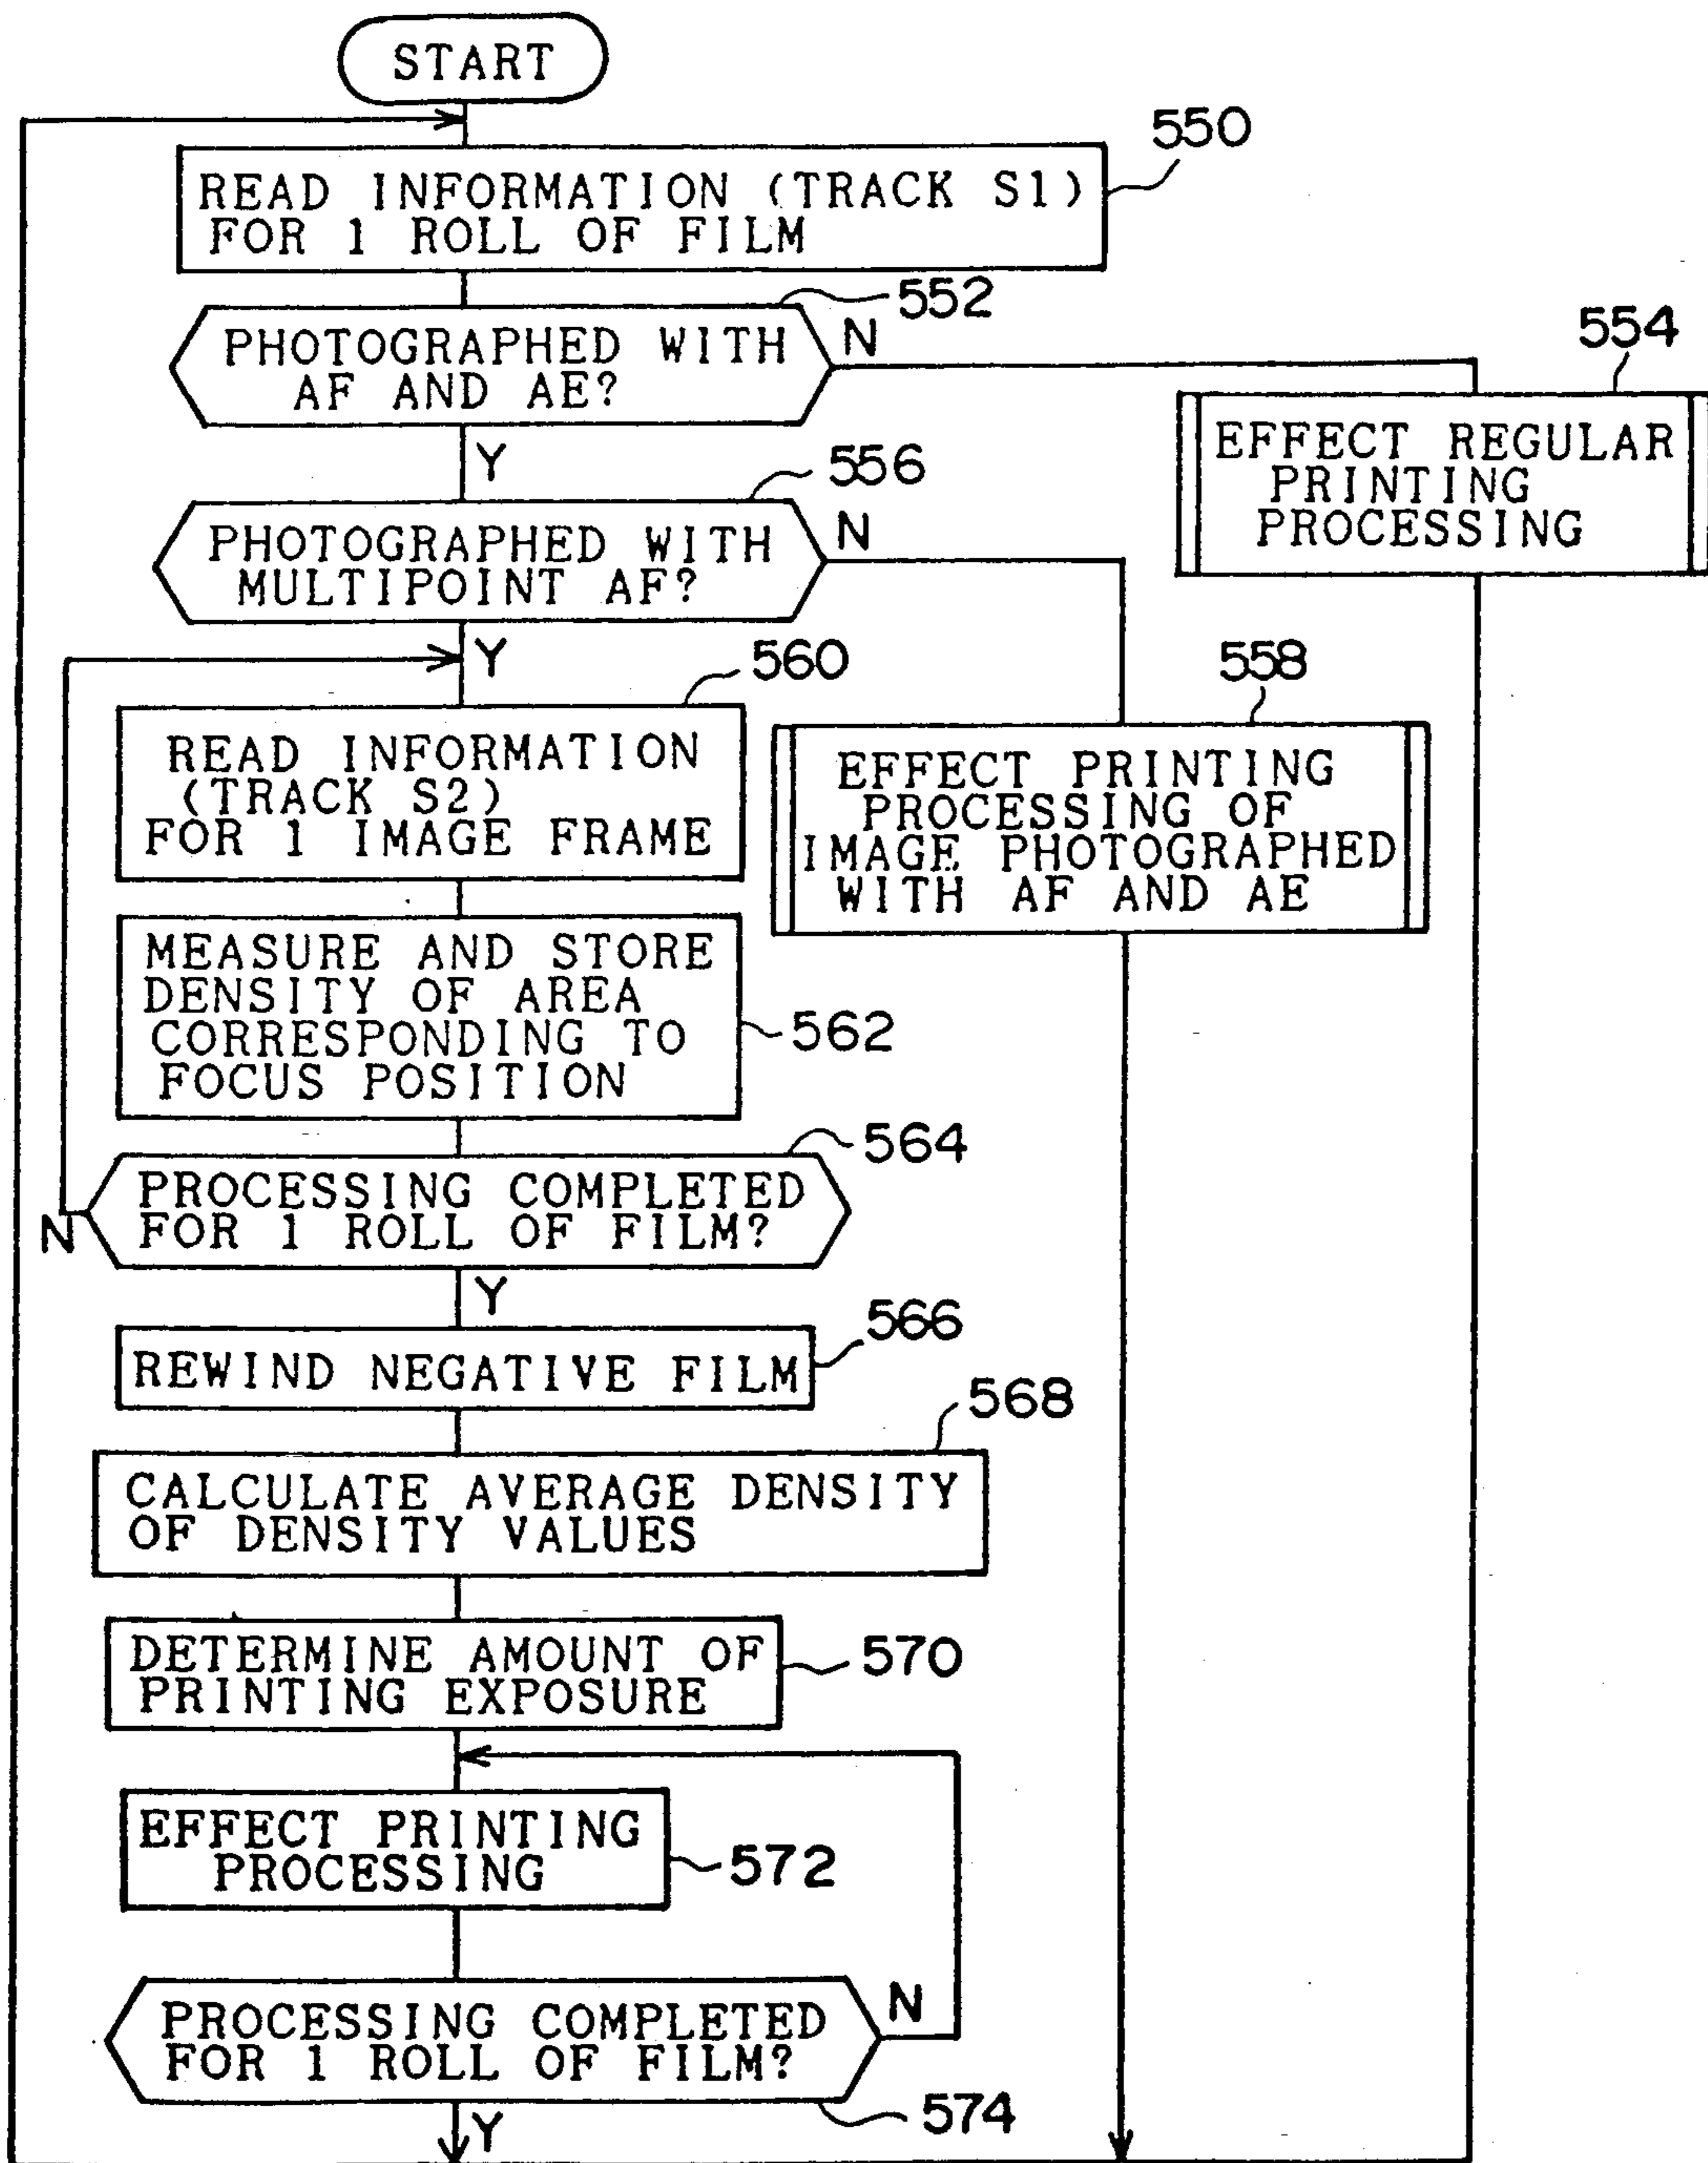 START
550
READ INFORMATION (TRACK S1)
FOR 1 ROLL OF FILM
552
PHOTOGRAPHED WITH
AF AND AE?
N
Y
554
EFFECT REGULAR
PRINTING
PROCESSING
556
PHOTOGRAPHED WITH
MULTIPOINT AF?
N
Y
558
EFFECT PRINTING
PROCESSING OF
IMAGE PHOTOGRAPHED
WITH AF AND AE
560
READ INFORMATION
(TRACK S2)
FOR 1 IMAGE FRAME
MEASURE AND STORE
DENSITY OF AREA
CORRESPONDING TO
FOCUS POSITION
562
564
PROCESSING COMPLETED
FOR 1 ROLL OF FILM?
N
Y
566
REWIND NEGATIVE FILM
568
CALCULATE AVERAGE DENSITY
OF DENSITY VALUES
DETERMINE AMOUNT OF
PRINTING EXPOSURE
570
EFFECT PRINTING
PROCESSING
572
PROCESSING COMPLETED
FOR 1 ROLL OF FILM?
N
574
Y